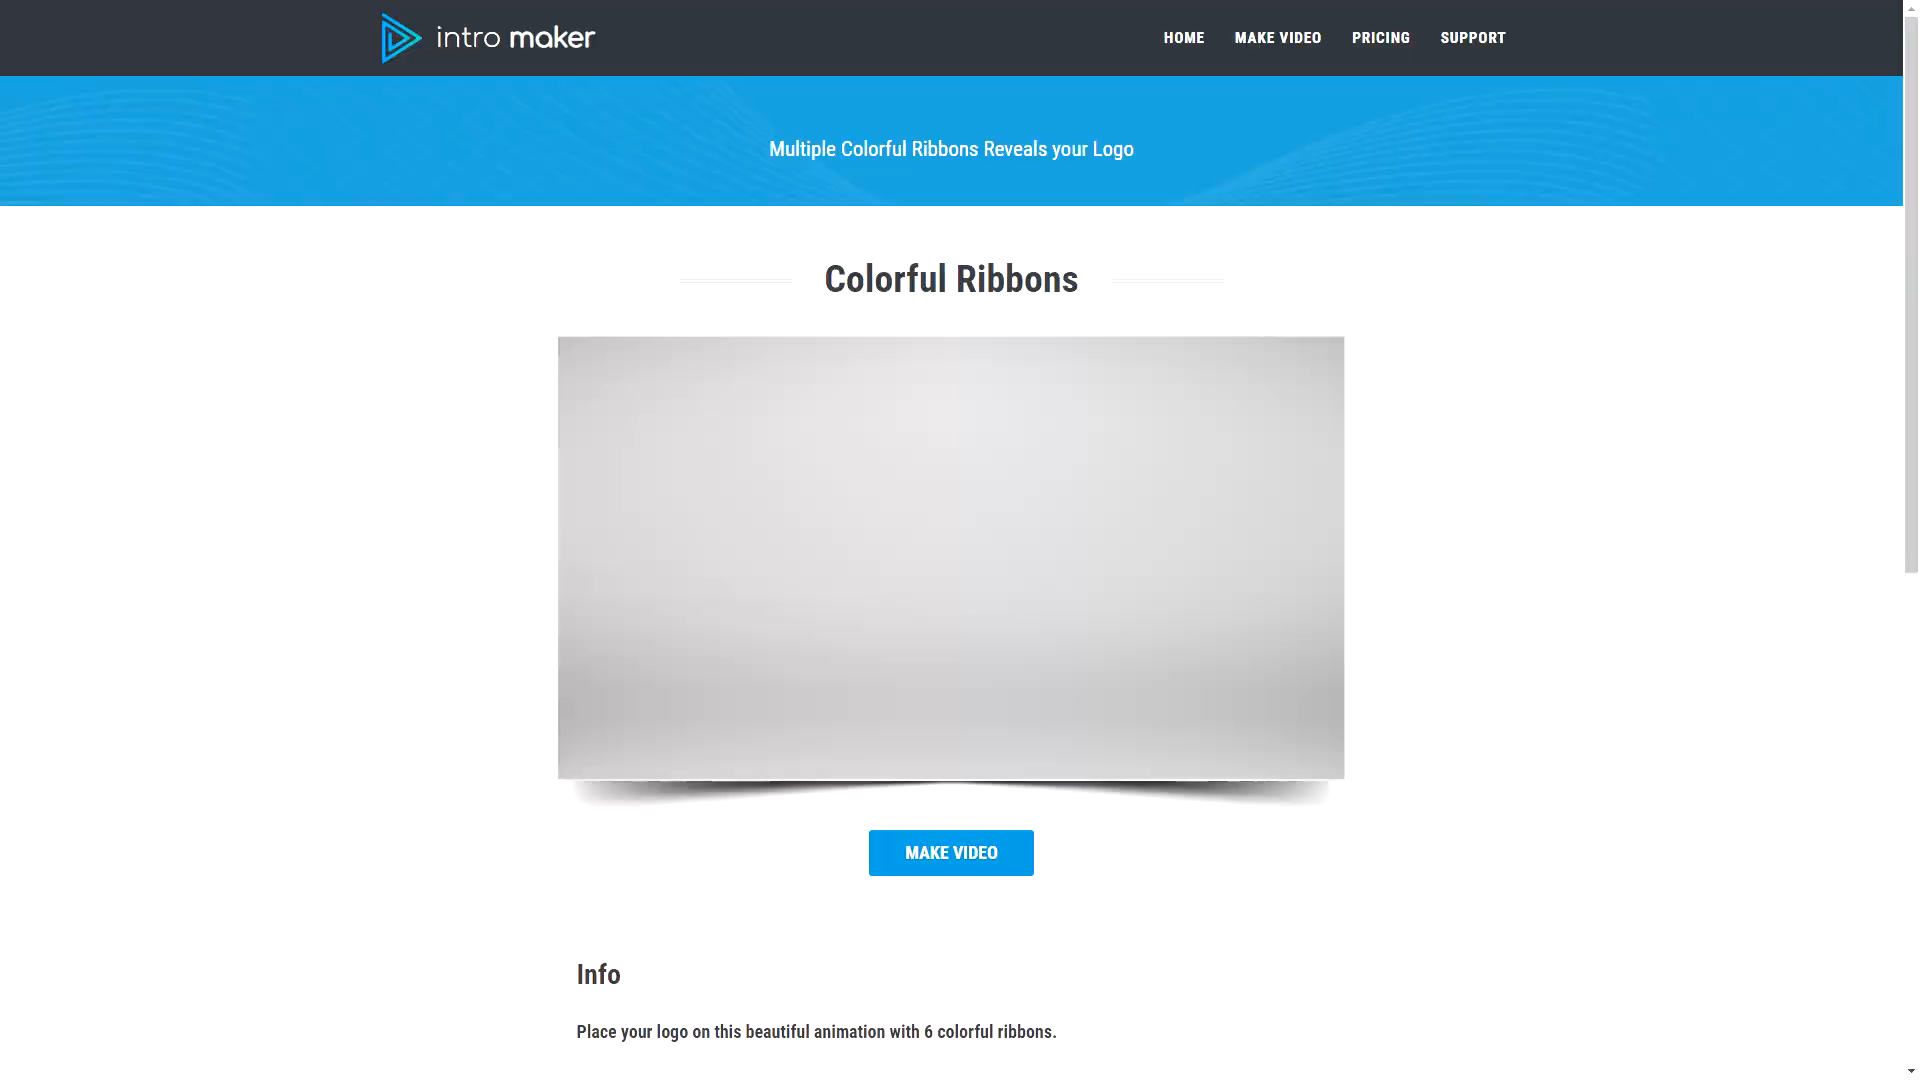 intro maker
HOME MAKE VIDEO PRICING SUPPORT
Multiple Colorful Ribbons Reveals your Logo
Colorful Ribbons
MAKE VIDEO
Info
Place your logo on this beautiful animation with 6 colorful ribbons.